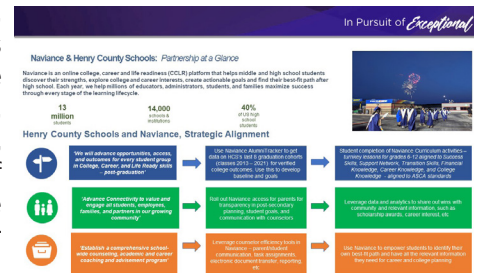 In Pursuit of Exceptional
Naviance & Henry County Schools: Partnership at a Glance
Naviance is an online college, career and life readiness (CCLR) platform that helps middle and high school students
discover their strengths, explore college and career interests, create actionable goals and find their best-fit path after
high school. Each year, we help millions of educators, administrators, students, and families maximize success
through every stage of the learning lifecycle.
13
million
students
14,000
schools &
institutions
40%
of US high
school
students
Henry County Schools and Naviance, Strategic Alignment
'We will advance opportunities, access,
and outcomes for every student group
in College, Career, and Life Ready skills
– post-graduation'
Use Naviance AlumniTracker to get
data on HCS's last 8 graduation cohorts
(classes 2013 - 2021) for verified
college outcomes. Use this to develop
baseline and goals
Student completion of Naviance Curriculum activities –
turnkey lessons for grades 6-12 aligned to Success
Skills, Support Network, Transition Skills, Financial
Knowledge, Career Knowledge, and College
Knowledge – aligned to ASCA standards
'Advance Connectivity to value and
engage all students, employees,
families, and partners in our growing
community'
Roll out Naviance access for parents for
transparency in post-secondary
planning, student goals, and
communication with counselors
Leverage data and analytics to share out wins with
community and relevant information, such as
scholarship awards, career interest, etc
'Establish a comprehensive school-
wide counseling, academic and career
coaching and advisement program'
Leverage counselor efficiency tools in
Naviance – parent/student
communication, task assignments,
electronic document transfer, reporting,
etc
Use Naviance to empower students to identify their
own best fit path and have all the relevant information
they need for career and college planning